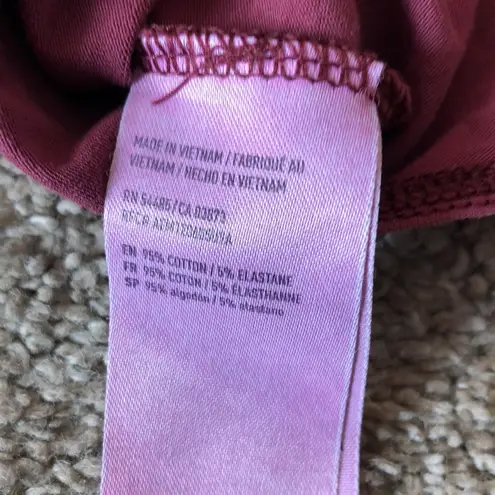 MADE IN VIETNAM / FABRIQUÉ AU
VIETNAM / HECHO EN VIETNAM
RN 54485 / CA 03873
EN 95% COTTON / 5% ELASTANE
FR 95% COTON / 5% ÉLASTHANNE
SP 95% algodón / 5% elastano